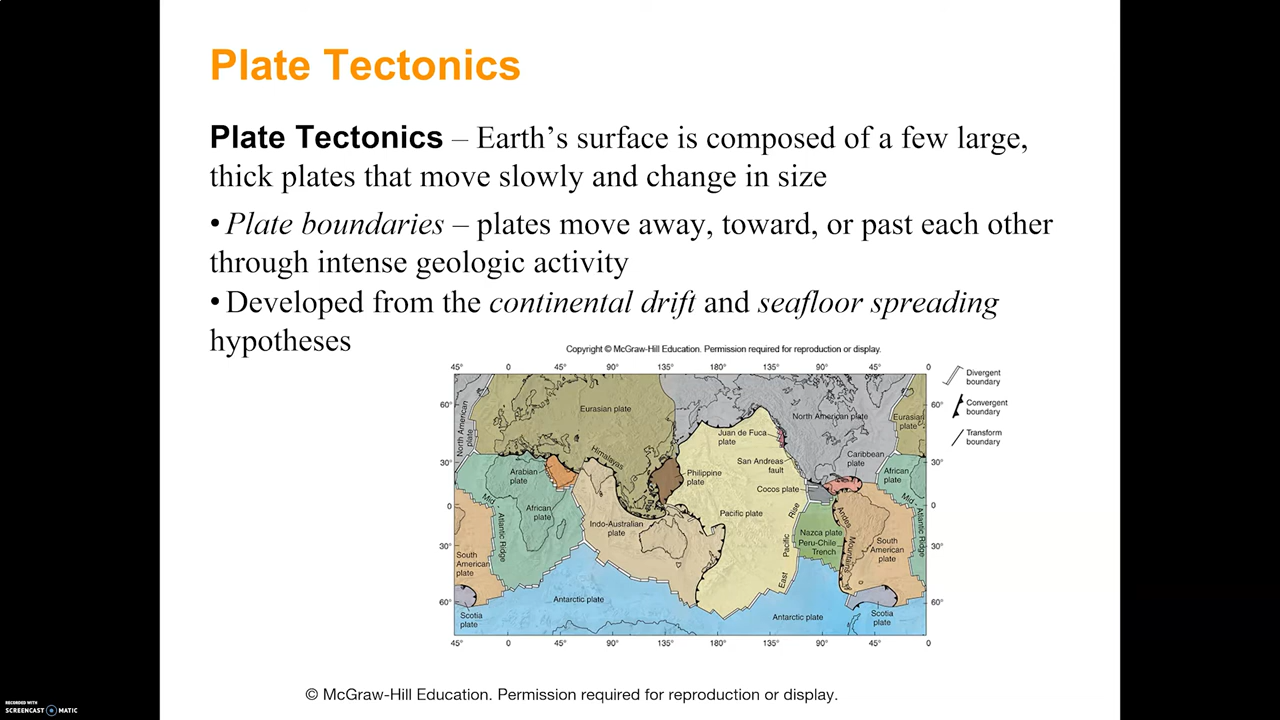 Plate Tectonics
Plate Tectonics – Earth’s surface is composed of a few large,
thick plates that move slowly and change in size
• Plate boundaries – plates move away, toward, or past each other
through intense geologic activity
• Developed from the continental drift and seafloor spreading
hypotheses
Copyright © McGraw-Hill Education. Permission required for reproduction or display.
45° 0 45° 90° 135° 180° 135° 90° 45° 0
Divergent
boundary
Convergent
boundary
Transform
boundary
60° 60°
30° 30°
0 0
30° 30°
60° 60°
North American
plate
Eurasian plate
North American plate
Eurasian
plate
Juan de Fuca
plate
Himalayas
San Andreas
fault
Caribbean
plate
Arabian
plate
Philippine
plate
African
plate
Cocos plate
Mid
Atlantic Ridge
African
plate
Indo-Australian
plate
Pacific plate
East Pacific Rise
Nazca plate
Peru-Chile
Trench
Andes Mountains
South
American
plate
Mid
Atlantic Ridge
South
American
plate
Antarctic plate
Antarctic plate
Scotia
plate
Scotia
plate
45° 0 45° 90° 135° 180° 135° 90° 45° 0
© McGraw-Hill Education. Permission required for reproduction or display.
RECORDED WITH
SCREENCAST MATIC